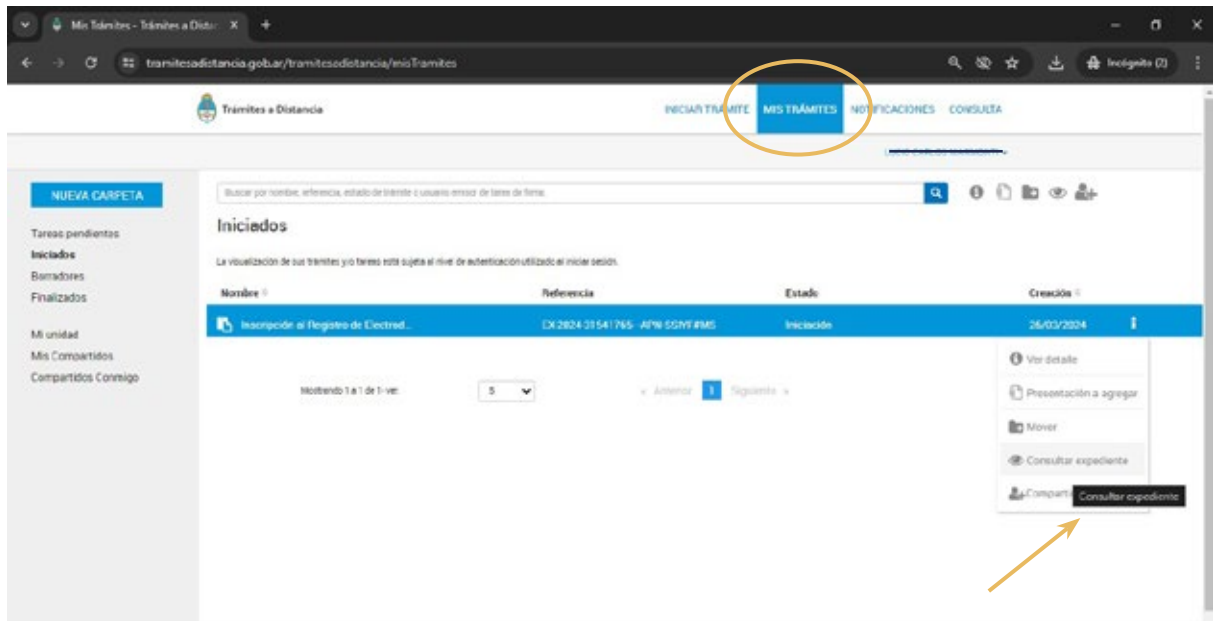 Mis Trámites - Trámites a Dista
tramitesadistancia.gob.ar/tramitesadistancia/misTramites
Incógnito (2)
Trámites a Distancia
INICIAR TRÁMITE
MIS TRÁMITES
NOTIFICACIONES
CONSULTA
NUEVA CARPETA
Buscar por nombre, referencia, estado de trámite o usuario emisor de tarea de firma.
Tareas pendientes
Iniciados
Borradores
Finalizados
Mi unidad
Mis Compartidos
Compartidos Conmigo
Iniciados
La visualización de sus trámites y/o tareas está sujeta al nivel de autenticación utilizado al iniciar sesión.
Nombre Referencia Estado Creación
Inscripción al Registro de Electrod... EX-2024-31541765- -APN-SSIYF#MS Iniciación 26/03/2024
Mostrando 1 a 1 de 1- ver: 5 « Anterior 1 Siguiente »
Ver detalle
Presentación a agregar
Mover
Consultar expediente
Comparti
Consultar expediente